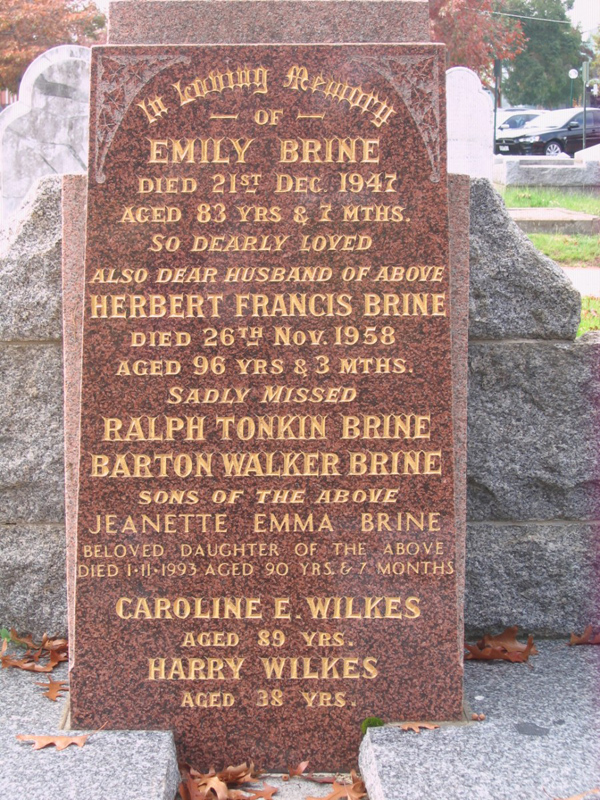 In Loving Memory
— OF —
EMILY BRINE
DIED 21ST DEC. 1947
AGED 83 YRS & 7 MTHS.
SO DEARLY LOVED
ALSO DEAR HUSBAND OF ABOVE
HERBERT FRANCIS BRINE
DIED 26TH NOV. 1958
AGED 96 YRS & 3 MTHS.
SADLY MISSED
RALPH TONKIN BRINE
BARTON WALKER BRINE
SONS OF THE ABOVE
JEANETTE EMMA BRINE
BELOVED DAUGHTER OF THE ABOVE
DIED 1·11·1993 AGED 90 YRS. & 7 MONTHS
CAROLINE E. WILKES
AGED 89 YRS.
HARRY WILKES
AGED 38 YRS.